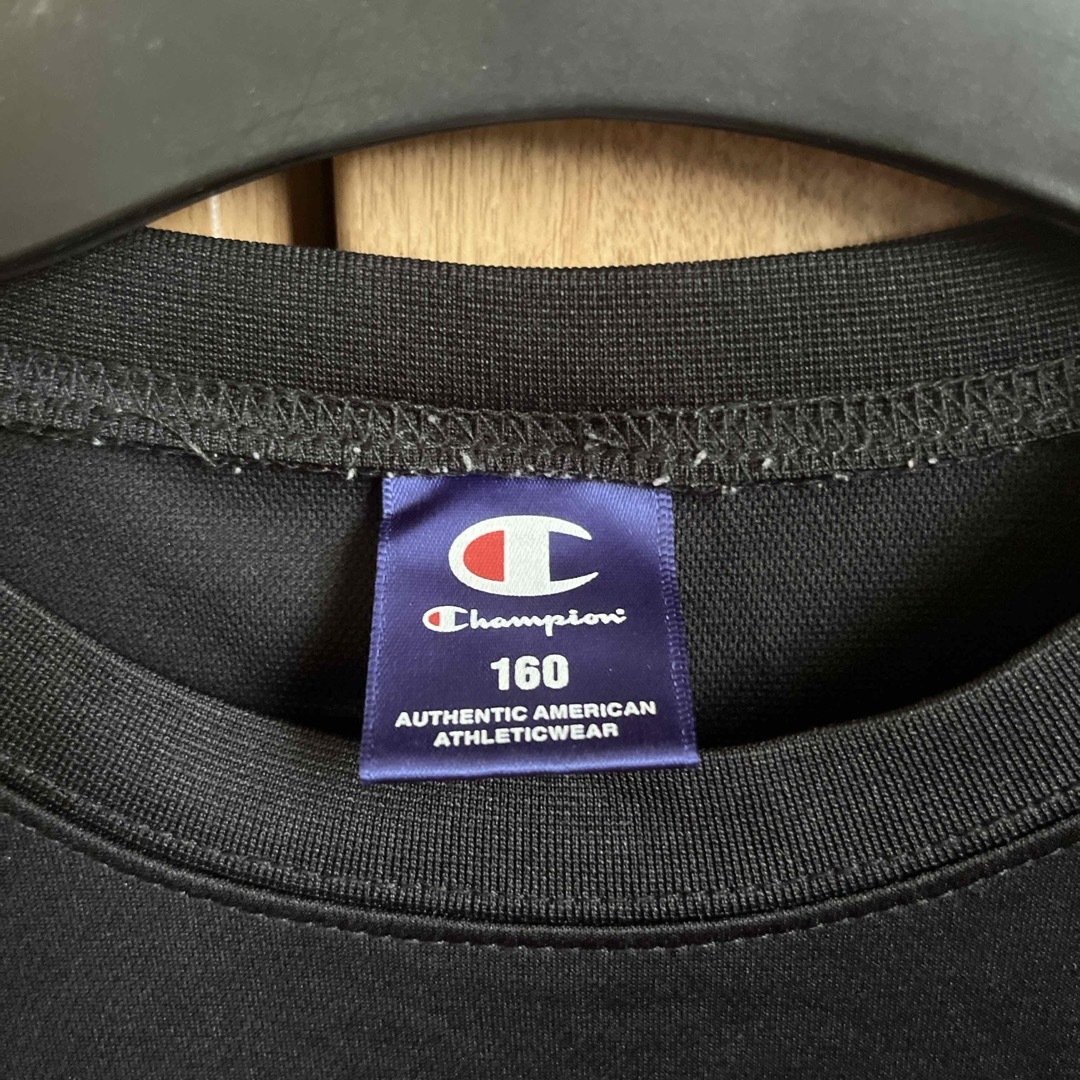 Champion
160
AUTHENTIC AMERICAN
ATHLETICWEAR